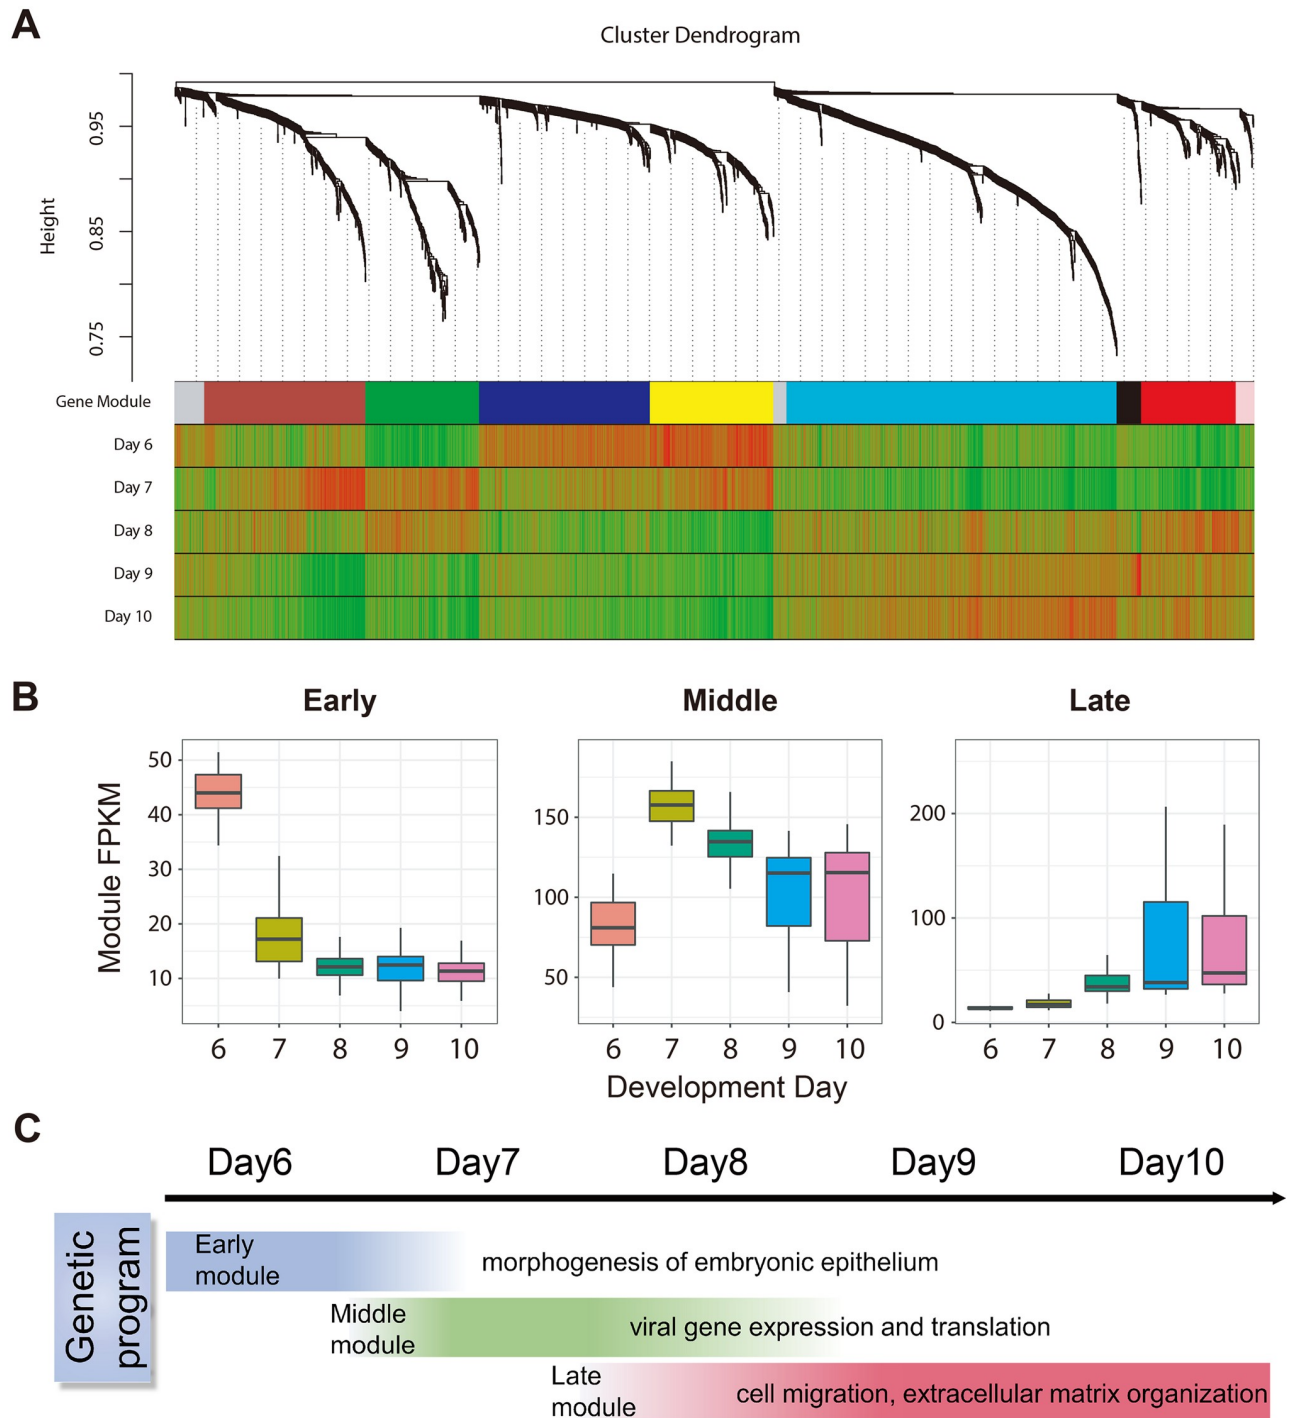 A
Cluster Dendrogram
Height
0.95
0.85
0.75
Gene Module
Day 6
Day 7
Day 8
Day 9
Day 10
B
Early
Middle
Late
Module FPKM
50
40
30
20
10
6 7 8 9 10
150
100
50
6 7 8 9 10
200
100
0
6 7 8 9 10
Development Day
C
Day6 Day7 Day8 Day9 Day10
Genetic
program
Early
module
morphogenesis of embryonic epithelium
Middle
module
viral gene expression and translation
Late
module
cell migration, extracellular matrix organization